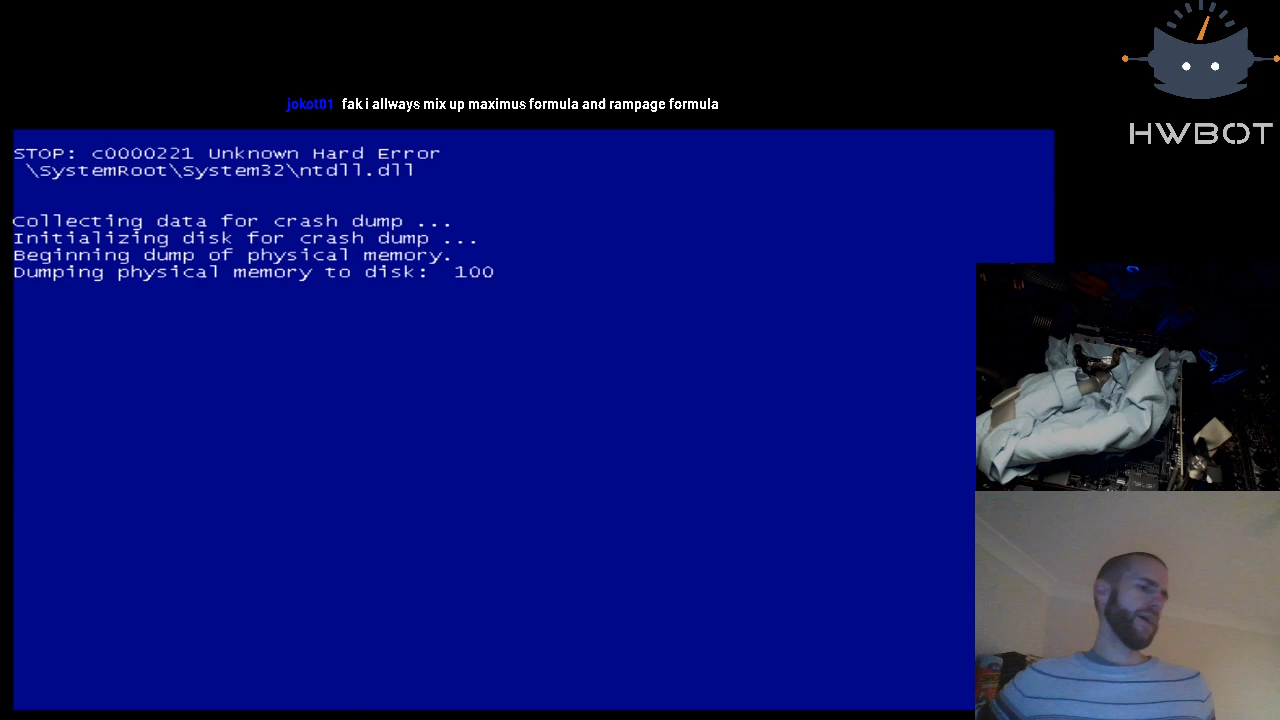 jokot01 fak i allways mix up maximus formula and rampage formula
HWBOT
STOP: c0000221 Unknown Hard Error
\SystemRoot\System32\ntdll.dll
Collecting data for crash dump ...
Initializing disk for crash dump ...
Beginning dump of physical memory.
Dumping physical memory to disk: 100